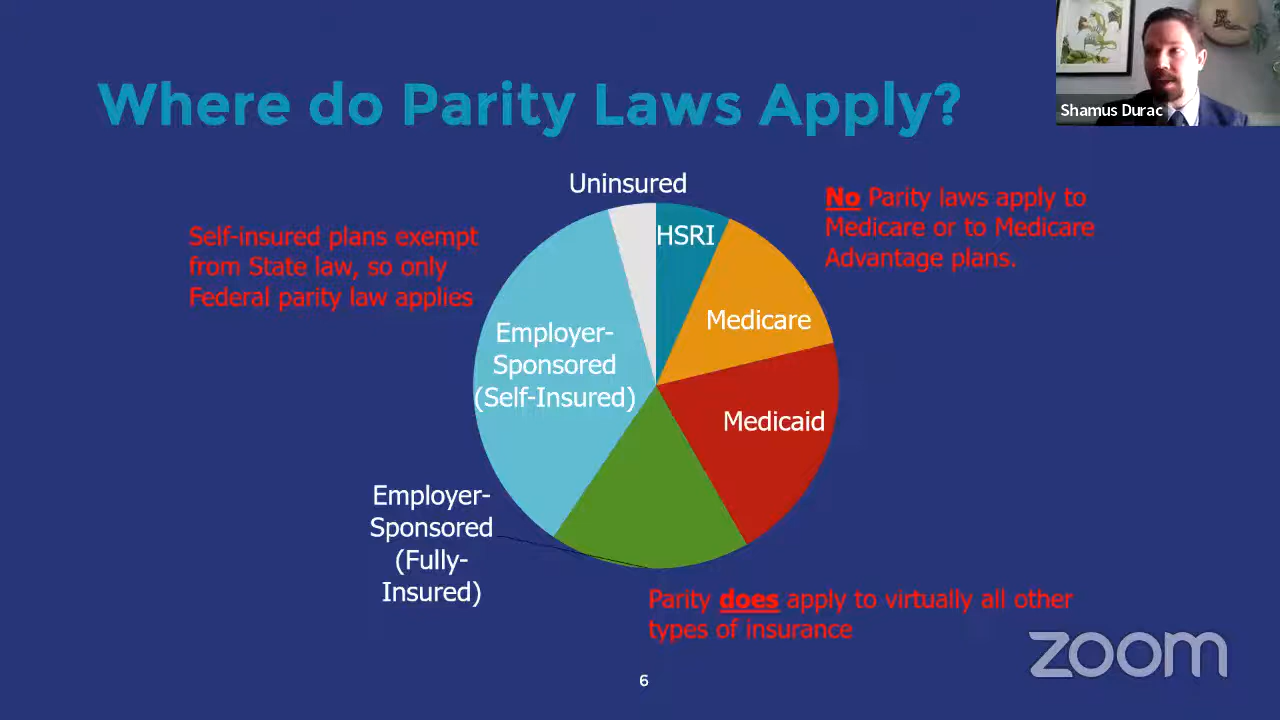 Where do Parity Laws Apply?
Shamus Durac
Uninsured
HSRI
No Parity laws apply to
Medicare or to Medicare
Advantage plans.
Self-insured plans exempt
from State law, so only
Federal parity law applies
Medicare
Employer-
Sponsored
(Self-Insured)
Medicaid
Employer-
Sponsored
(Fully-
Insured)
Parity does apply to virtually all other
types of insurance
zoom
6